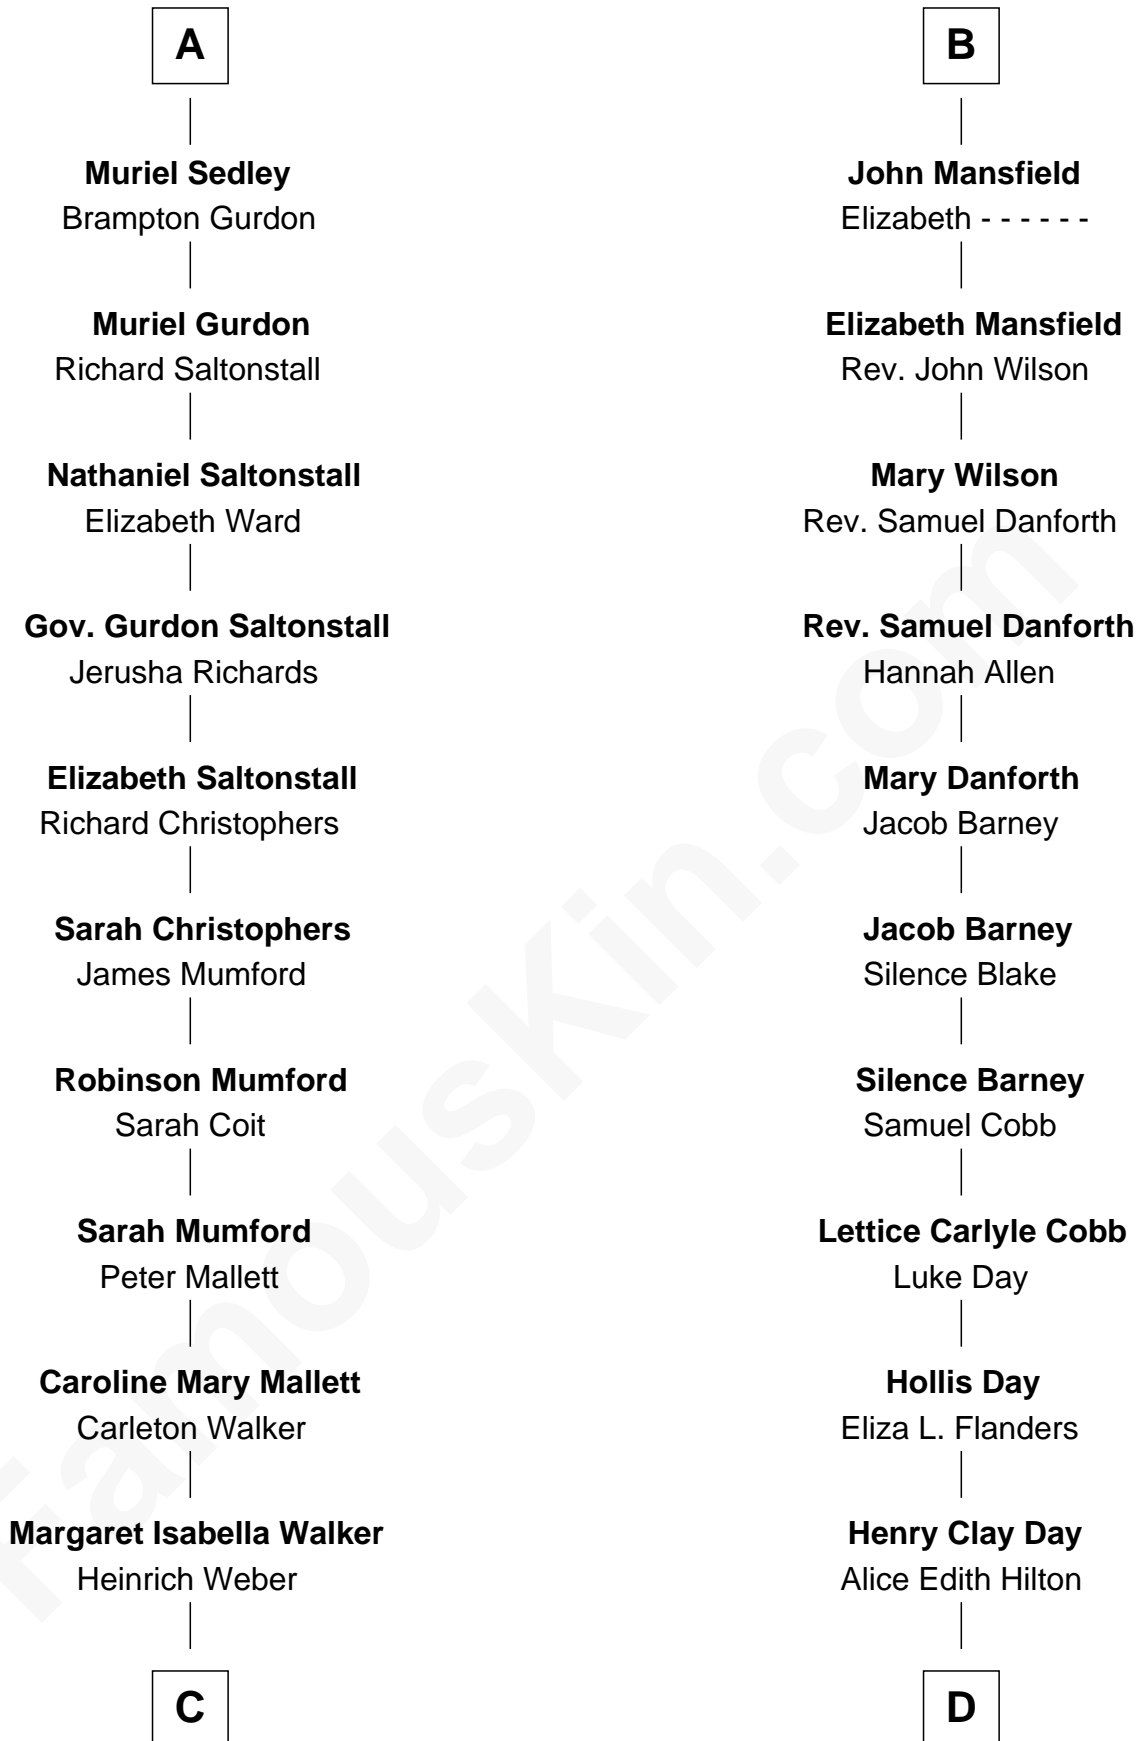 A
Muriel Sedley
Brampton Gurdon
Muriel Gurdon
Richard Saltonstall
Nathaniel Saltonstall
Elizabeth Ward
Gov. Gurdon Saltonstall
Jerusha Richards
Elizabeth Saltonstall
Richard Christophers
Sarah Christophers
James Mumford
Robinson Mumford
Sarah Coit
Sarah Mumford
Peter Mallett
Caroline Mary Mallett
Carleton Walker
Margaret Isabella Walker
Heinrich Weber
C
B
John Mansfield
Elizabeth - - - - - -
Elizabeth Mansfield
Rev. John Wilson
Mary Wilson
Rev. Samuel Danforth
Rev. Samuel Danforth
Hannah Allen
Mary Danforth
Jacob Barney
Jacob Barney
Silence Blake
Silence Barney
Samuel Cobb
Lettice Carlyle Cobb
Luke Day
Hollis Day
Eliza L. Flanders
Henry Clay Day
Alice Edith Hilton
D
FamousKin.com